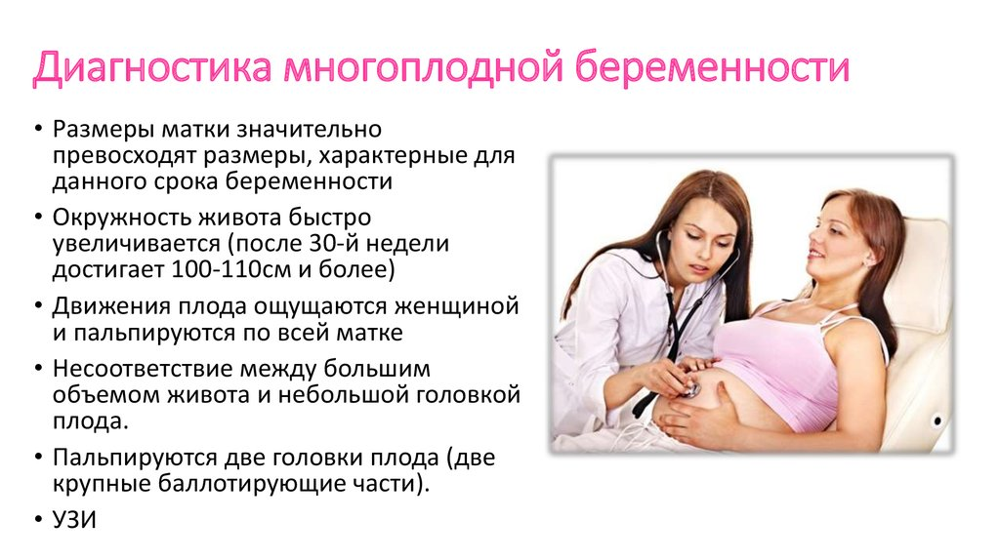 Диагностика многоплодной беременности
• Размеры матки значительно
превосходят размеры, характерные для
данного срока беременности
• Окружность живота быстро
увеличивается (после 30-й недели
достигает 100-110см и более)
• Движения плода ощущаются женщиной
и пальпируются по всей матке
• Несоответствие между большим
объемом живота и небольшой головкой
плода.
• Пальпируются две головки плода (две
крупные баллотирующие части).
• УЗИ